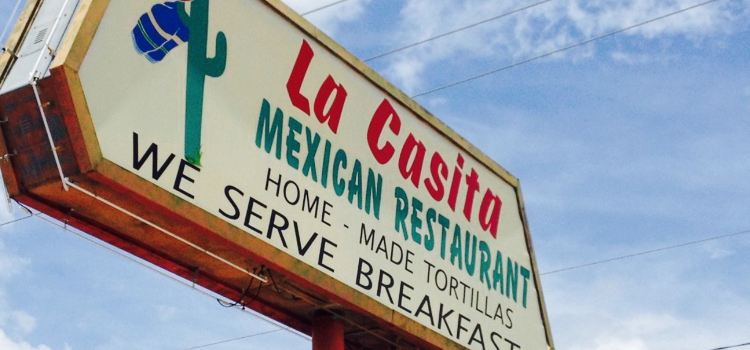 La Casita
MEXICAN RESTAURANT
HOME - MADE TORTILLAS
WE SERVE BREAKFAST